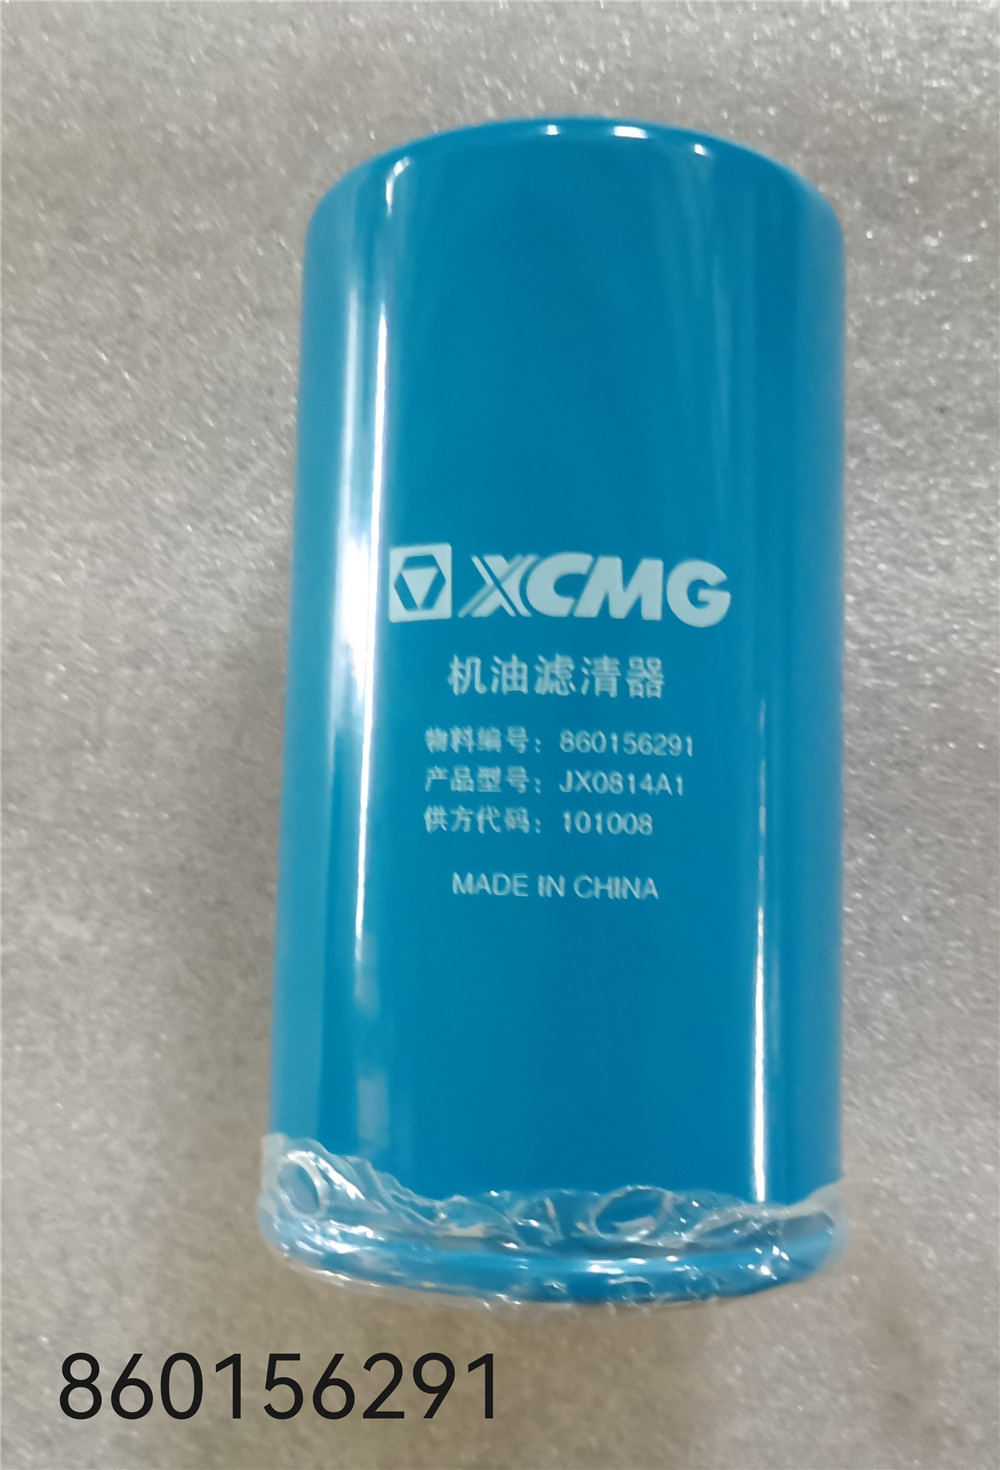 XCMG
机油滤清器
物料编号：860156291
产品型号：JX0814A1
供方代码：101008
MADE IN CHINA
860156291